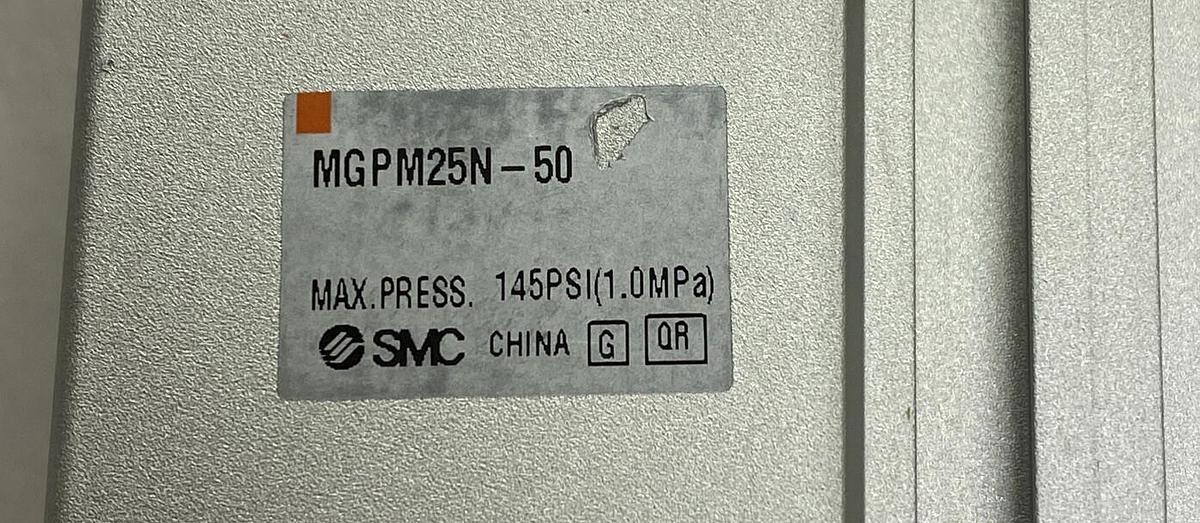 MGPM25N-50
MAX.PRESS. 145PSI(1.0MPa)
SMC CHINA G QR